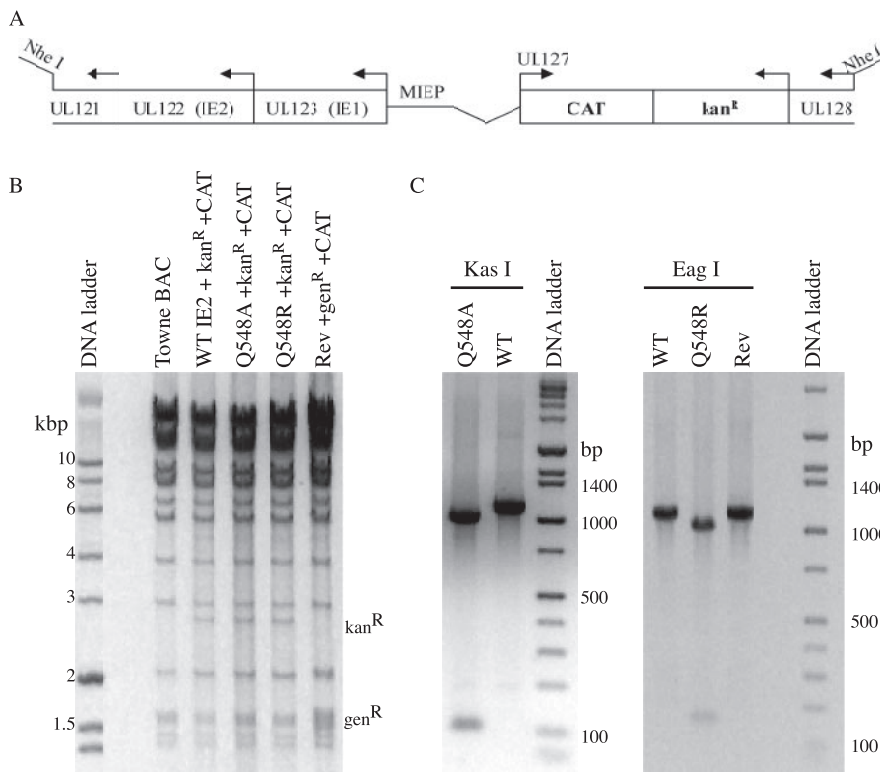 A
Nhe I
UL127
Nhe
UL121
UL122 (IE2)
UL123 (IE1)
MIEP
CAT
kanR
UL128
B
DNA ladder
Towne BAC
WT IE2 + kanR +CAT
Q548A +kanR +CAT
Q548R +kanR +CAT
Rev +genR +CAT
kbp
10
8
6
4
3
2
1.5
kanR
genR
C
Kas I
Q548A
WT
DNA ladder
bp
1400
1000
500
100
Eag I
WT
Q548R
Rev
DNA ladder
bp
1400
1000
500
100